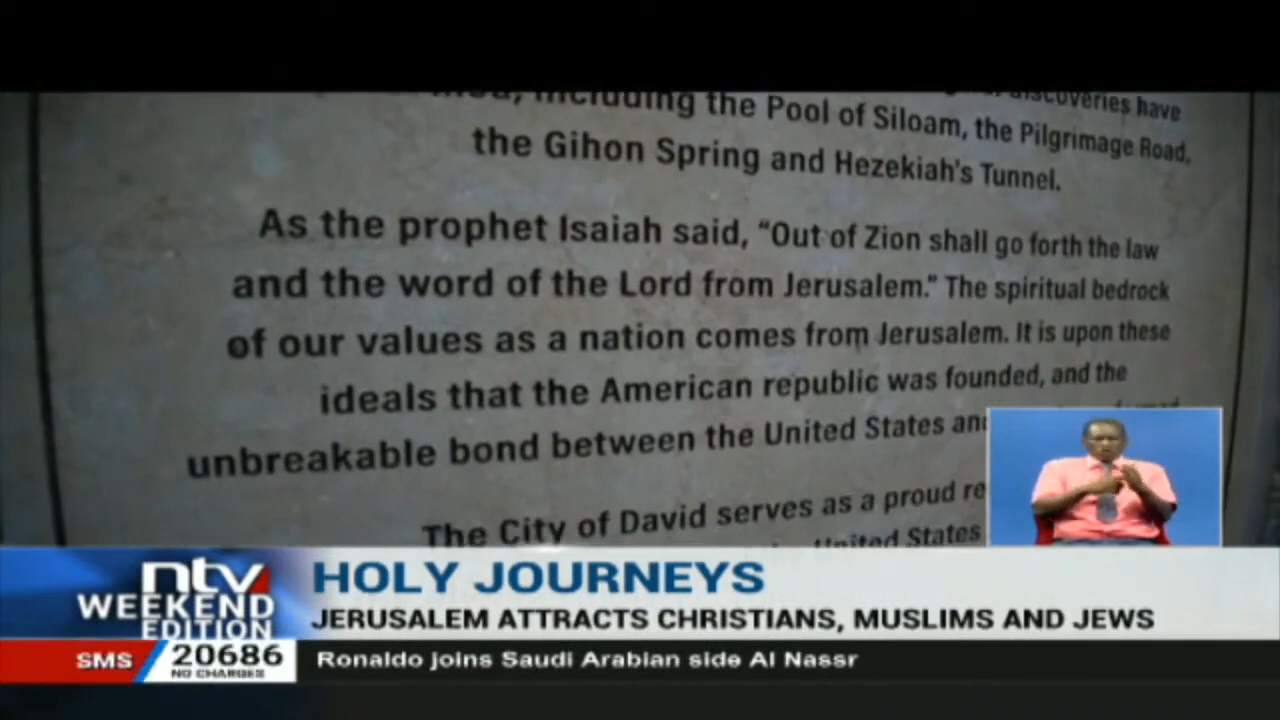 including the Pool of Siloam, the Pilgrimage Road,
discoveries have
the Gihon Spring and Hezekiah's Tunnel.
As the prophet Isaiah said, “Out of Zion shall go forth the law
and the word of the Lord from Jerusalem.” The spiritual bedrock
of our values as a nation comes from Jerusalem. It is upon these
ideals that the American republic was founded, and the
unbreakable bond between the United States and
The City of David serves as a proud
United States
ntv
WEEKEND
EDITION
HOLY JOURNEYS
JERUSALEM ATTRACTS CHRISTIANS, MUSLIMS AND JEWS
SMS
20686
NO CHARGES
Ronaldo joins Saudi Arabian side Al Nassr